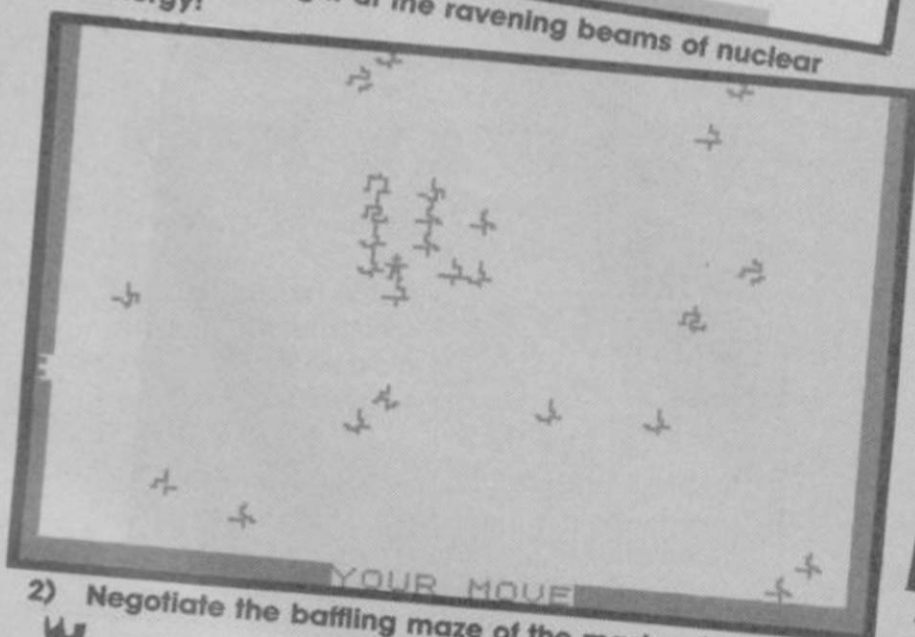 the ravening beams of nuclear
YOUR MOVE
2) Negotiate the baffling maze of the